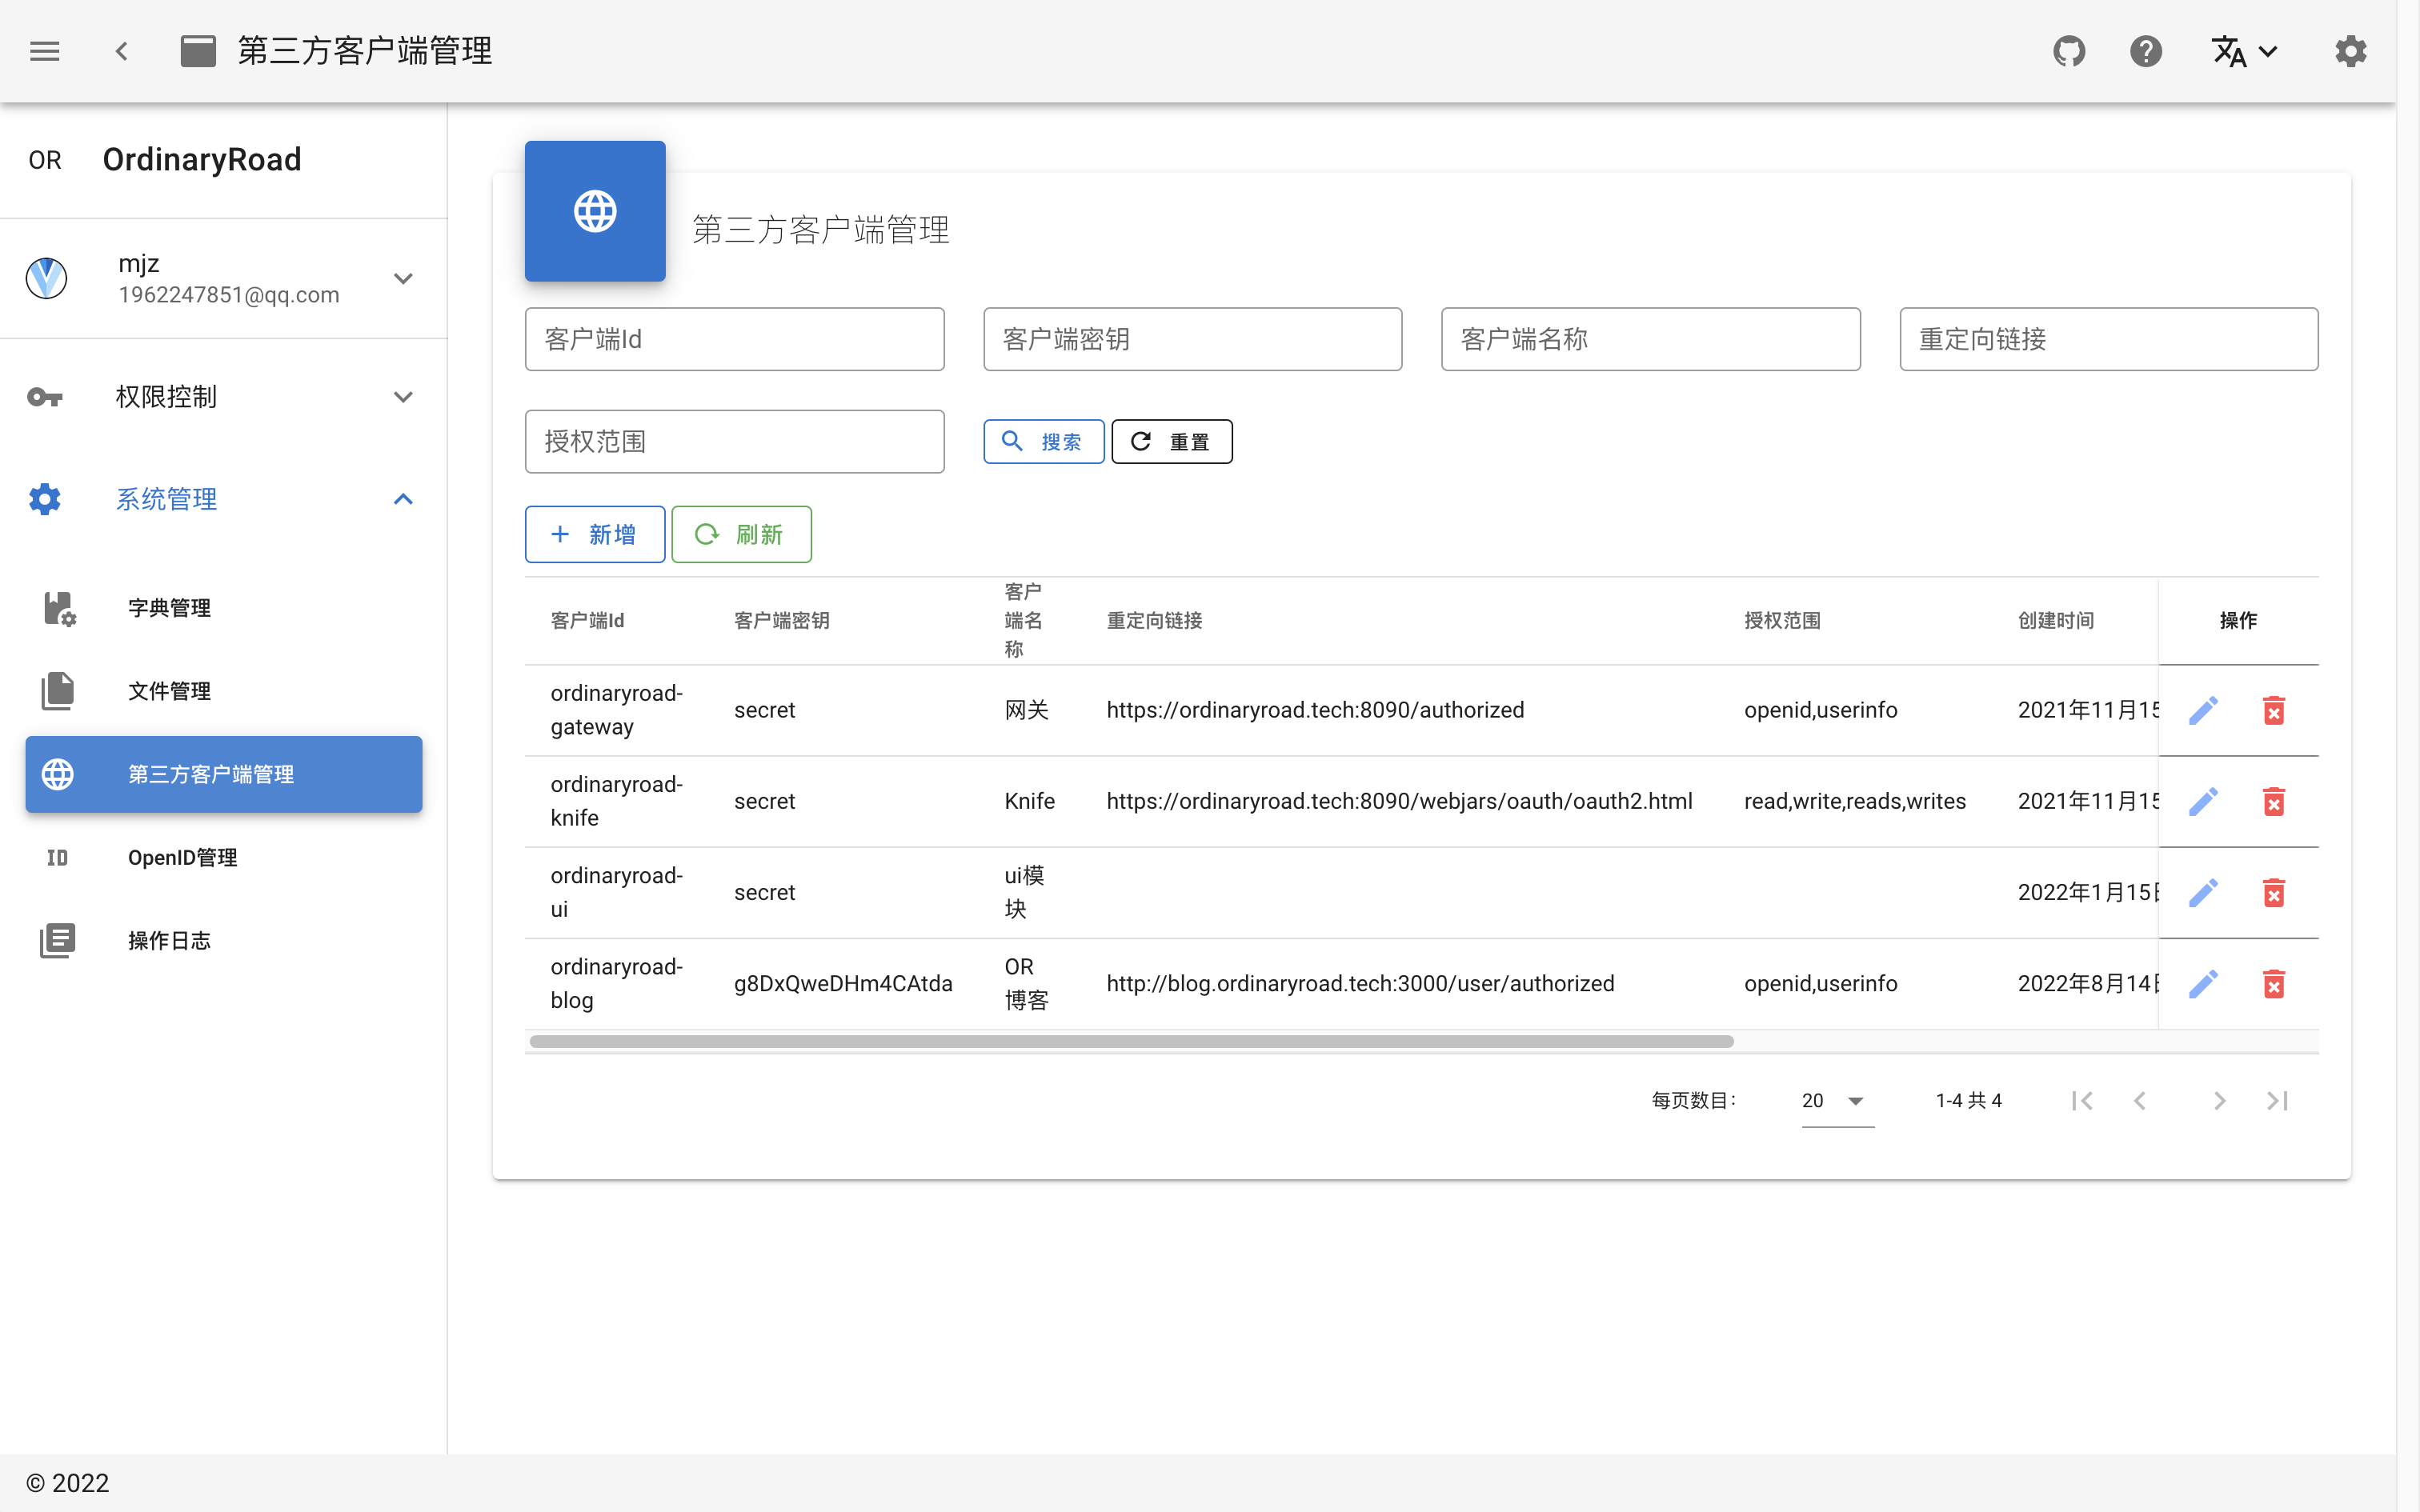 第三方客户端管理
OR OrdinaryRoad
mjz
1962247851@qq.com
权限控制
系统管理
字典管理
文件管理
第三方客户端管理
ID OpenID管理
操作日志
第三方客户端管理
客户端Id 客户端密钥 客户端名称 重定向链接
授权范围 搜索 重置
新增 刷新
客户端Id 客户端密钥 客户端名称 重定向链接 授权范围 创建时间 操作
ordinaryroad-gateway secret 网关 https://ordinaryroad.tech:8090/authorized openid,userinfo 2021年11月15
ordinaryroad-knife secret Knife https://ordinaryroad.tech:8090/webjars/oauth/oauth2.html read,write,reads,writes 2021年11月15
ordinaryroad-ui secret ui模块 2022年1月15日
ordinaryroad-blog g8DxQweDHm4CAtda OR博客 http://blog.ordinaryroad.tech:3000/user/authorized openid,userinfo 2022年8月14日
每页数目: 20 1-4 共 4
© 2022